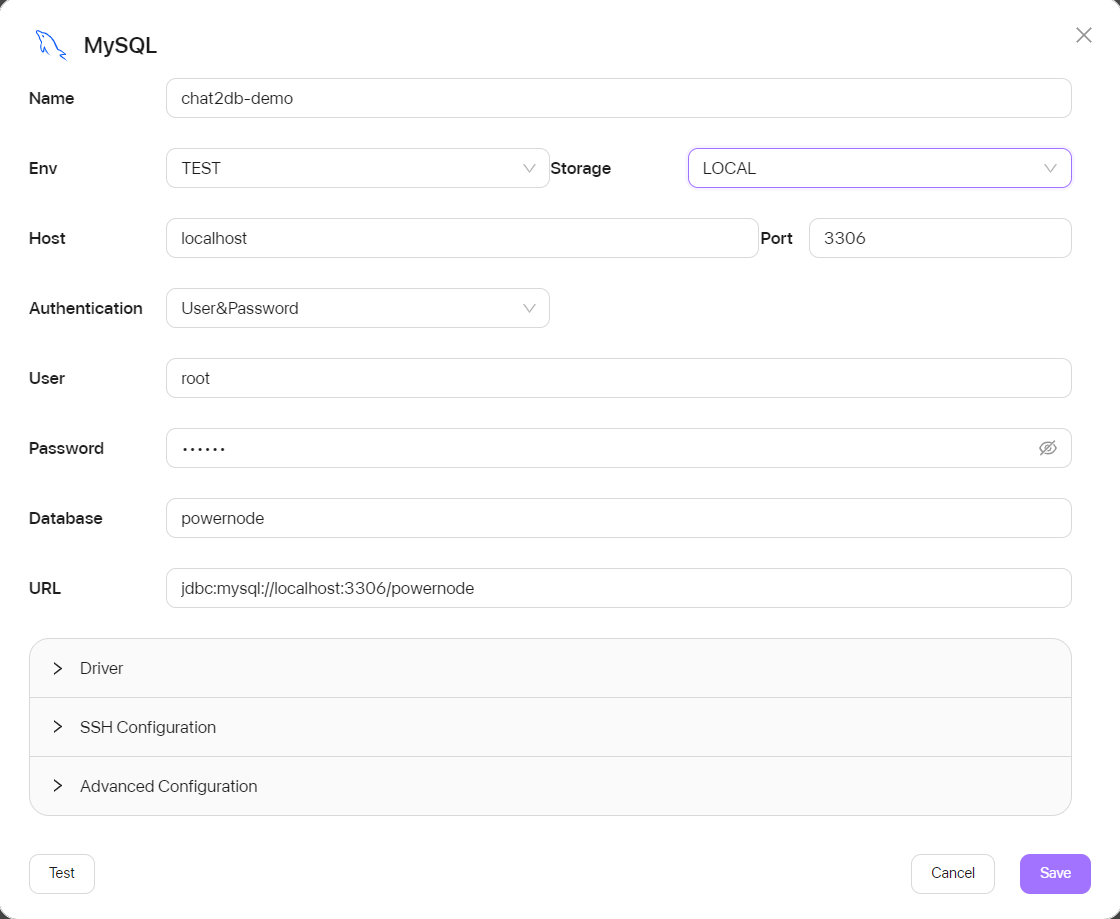 MySQL
Name chat2db-demo
Env TEST Storage LOCAL
Host localhost Port 3306
Authentication User&Password
User root
Password ••••••
Database powernode
URL jdbc:mysql://localhost:3306/powernode
Driver
SSH Configuration
Advanced Configuration
Test Cancel Save